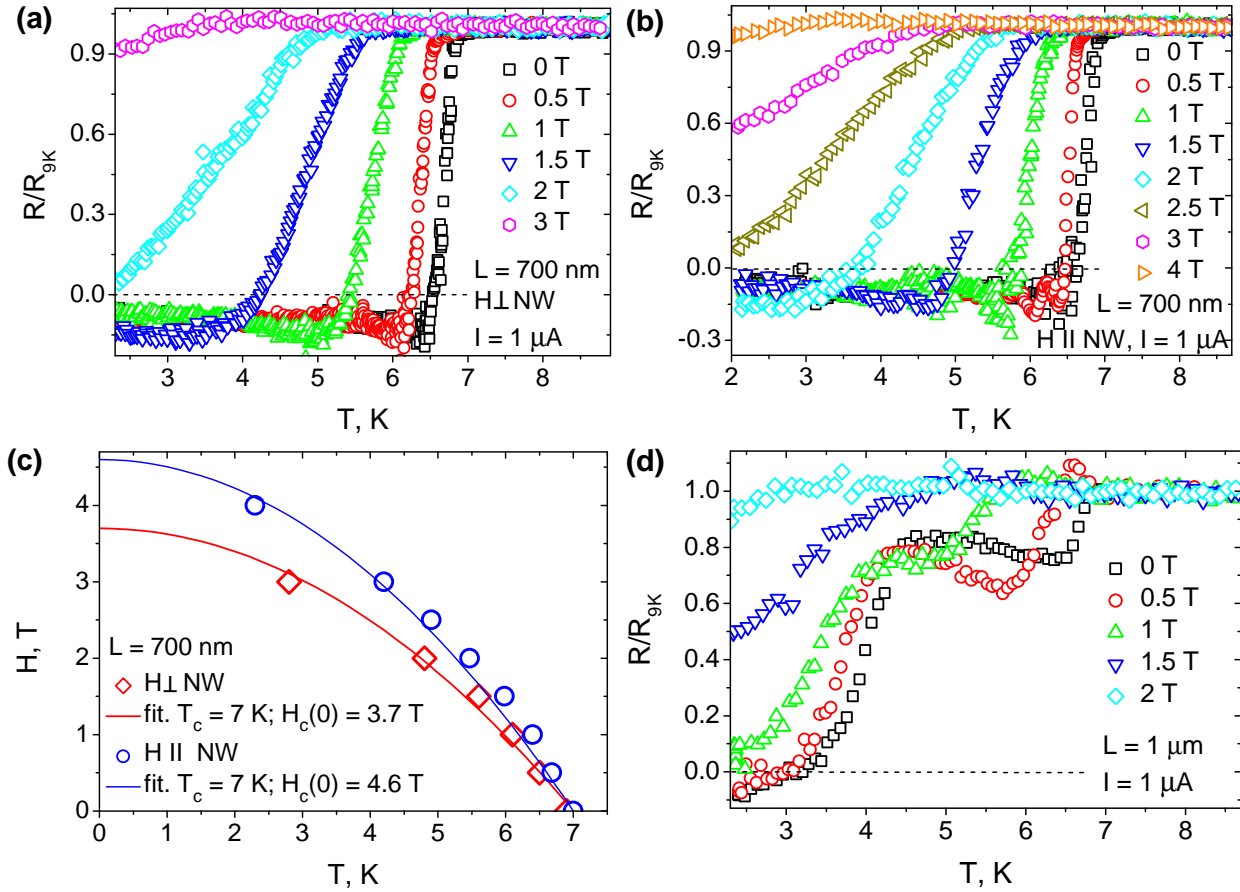 (a)
R/R9K
0.9
0.6
0.3
0.0
0 T
0.5 T
1 T
1.5 T
2 T
3 T
L = 700 nm
H⊥ NW
I = 1 µA
3 4 5 6 7 8
T, K
(b)
R/R9K
0.9
0.6
0.3
0.0
-0.3
0 T
0.5 T
1 T
1.5 T
2 T
2.5 T
3 T
4 T
L = 700 nm
H II NW, I = 1 µA
2 3 4 5 6 7 8
T, K
(c)
H, T
4
3
2
1
0
L = 700 nm
H⊥ NW
fit. Tc = 7 K; Hc(0) = 3.7 T
H II NW
fit. Tc = 7 K; Hc(0) = 4.6 T
0 1 2 3 4 5 6 7
T, K
(d)
R/R9K
1.0
0.8
0.6
0.4
0.2
0.0
0 T
0.5 T
1 T
1.5 T
2 T
L = 1 µm
I = 1 µA
3 4 5 6 7 8
T, K